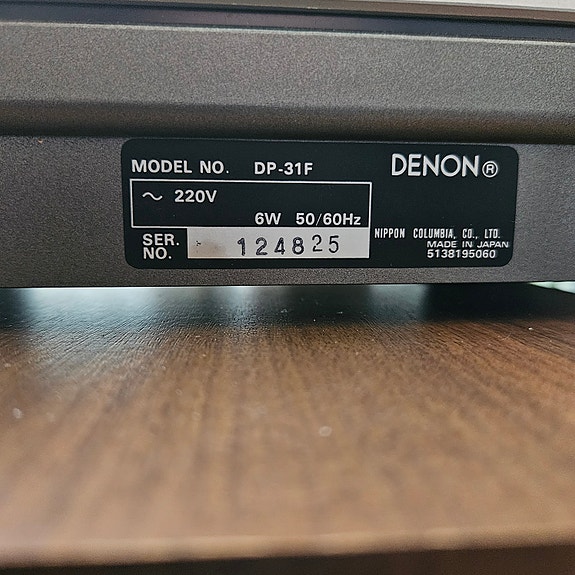 MODEL NO. DP-31F
DENON®
~ 220V
6W 50/60Hz
SER. NO. 124825
NIPPON COLUMBIA, CO., LTD.
MADE IN JAPAN
5138195060